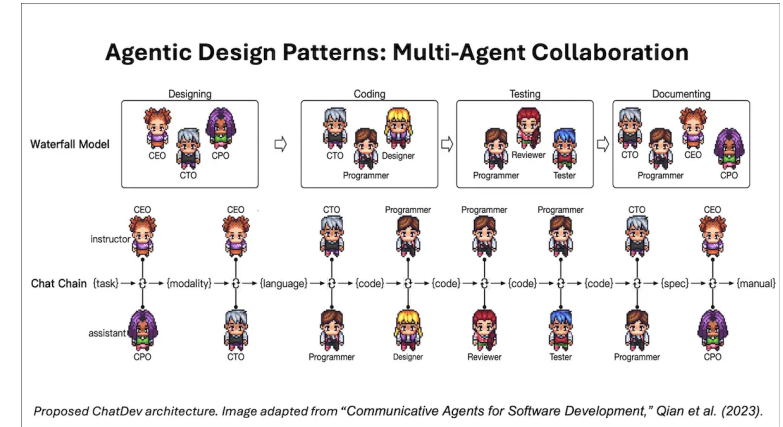 Agentic Design Patterns: Multi-Agent Collaboration
Designing Coding Testing Documenting
Waterfall Model
CEO CTO CPO
CTO Programmer Designer
Programmer Reviewer Tester
CTO Programmer CEO CPO
CEO CEO CTO Programmer Programmer Programmer CTO CEO
instructor
Chat Chain {task} {modality} {language} {code} {code} {code} {code} {spec} {manual}
assistant
CPO CTO Programmer Designer Reviewer Tester Programmer CPO
Proposed ChatDev architecture. Image adapted from “Communicative Agents for Software Development,” Qian et al. (2023).